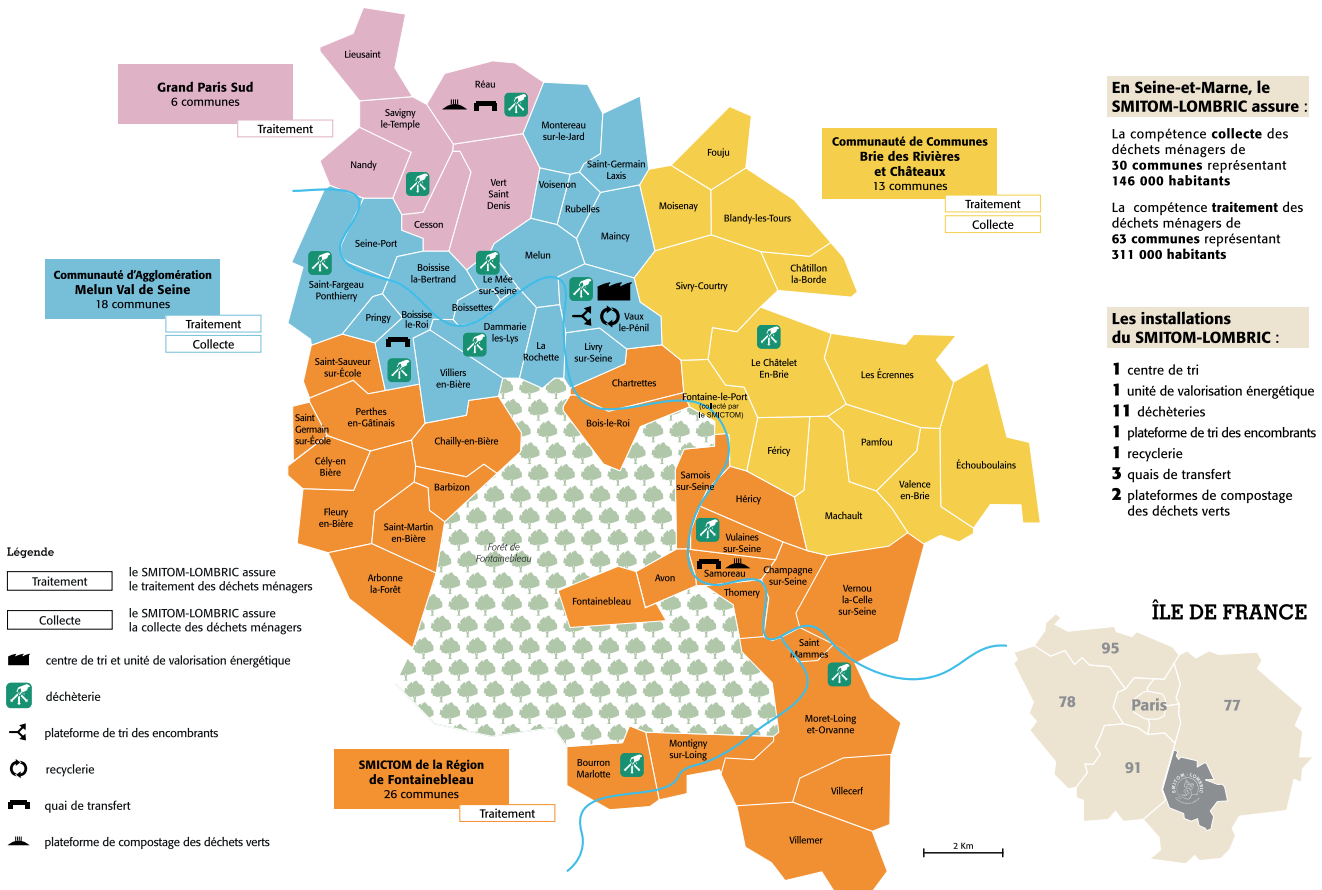 Grand Paris Sud
6 communes
Traitement
Communauté d'Agglomération
Melun Val de Seine
18 communes
Traitement
Collecte
Communauté de Communes
Brie des Rivières
et Châteaux
13 communes
Traitement
Collecte
SMICTOM de la Région
de Fontainebleau
26 communes
Traitement
Lieusaint
Réau
Savigny
le-Temple
Nandy
Vert
Saint
Denis
Cesson
Montereau
sur-le-Jard
Saint-Germain
Laxis
Voisenon
Rubelles
Maincy
Seine-Port
Melun
Boissise
la-Bertrand
Le Mée
sur-Seine
Saint-Fargeau
Ponthierry
Boissettes
Pringy
Boissise
le-Roi
Dammarie
les-Lys
Vaux
le-Pénil
La
Rochette
Livry
sur-Seine
Villiers
en-Bière
Fouju
Moisenay
Blandy-les-Tours
Châtillon
la-Borde
Sivry-Courtry
Le Châtelet
En-Brie
Les Écrennes
Fontaine-le-Port
(collecté par
le SMICTOM)
Féricy
Pamfou
Échouboulains
Valence
en-Brie
Machault
Saint-Sauveur
sur-École
Chartrettes
Perthes
en-Gâtinais
Bois-le-Roi
Saint
Germain
sur-École
Chailly-en-Bière
Cély-en
Bière
Barbizon
Samois
sur-Seine
Héricy
Fleury
en-Bière
Saint-Martin
en-Bière
Vulaines
sur-Seine
Forêt de
Fontainebleau
Arbonne
la-Forêt
Avon
Samoreau
Champagne
sur-Seine
Fontainebleau
Thomery
Vernou
la-Celle
sur-Seine
Saint
Mammes
Moret-Loing
et-Orvanne
Montigny
sur-Loing
Bourron
Marlotte
Villecerf
Villemer
2 Km
En Seine-et-Marne, le
SMITOM-LOMBRIC assure :
La compétence collecte des
déchets ménagers de
30 communes représentant
146 000 habitants
La compétence traitement des
déchets ménagers de
63 communes représentant
311 000 habitants
Les installations
du SMITOM-LOMBRIC :
1 centre de tri
1 unité de valorisation énergétique
11 déchèteries
1 plateforme de tri des encombrants
1 recyclerie
3 quais de transfert
2 plateformes de compostage
des déchets verts
Légende
Traitement
le SMITOM-LOMBRIC assure
le traitement des déchets ménagers
Collecte
le SMITOM-LOMBRIC assure
la collecte des déchets ménagers
centre de tri et unité de valorisation énergétique
déchèterie
plateforme de tri des encombrants
recyclerie
quai de transfert
plateforme de compostage des déchets verts
ÎLE DE FRANCE
95
78
Paris
77
91
SMITOM-LOMBRIC